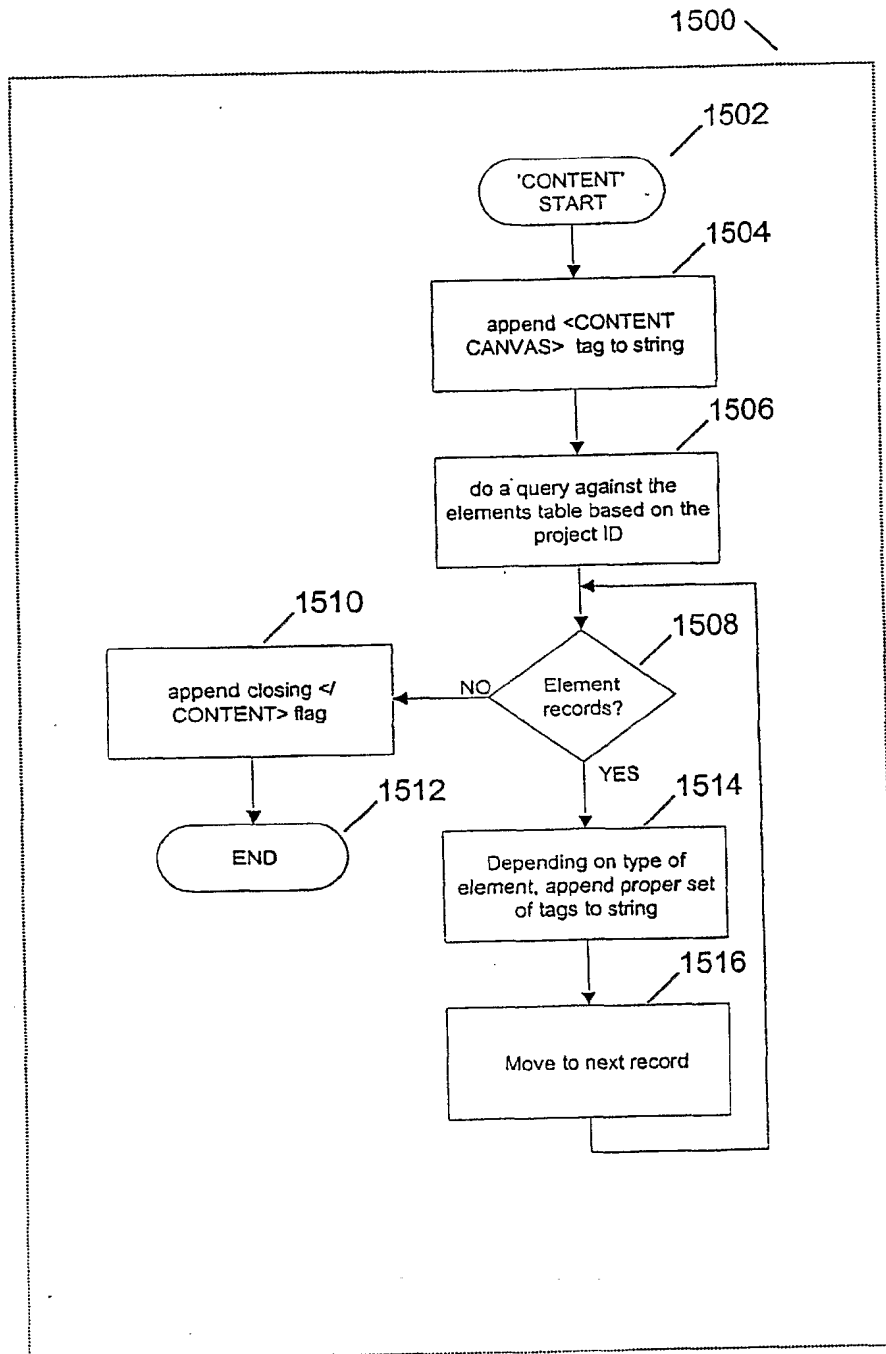 1500
1502
'CONTENT'
START
1504
append <CONTENT
CANVAS> tag to string
1506
do a query against the
elements table based on the
project ID
1508
Element
records?
NO
YES
1510
append closing </
CONTENT> flag
1512
END
1514
Depending on type of
element, append proper set
of tags to string
1516
Move to next record